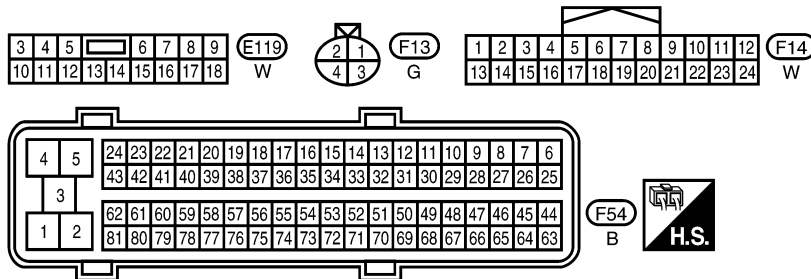 3 4 5 6 7 8 9 E119
10 11 12 13 14 15 16 17 18 W
2 1 F13
4 3 G
1 2 3 4 5 6 7 8 9 10 11 12 F14
13 14 15 16 17 18 19 20 21 22 23 24 W
4 5 24 23 22 21 20 19 18 17 16 15 14 13 12 11 10 9 8 7 6
43 42 41 40 39 38 37 36 35 34 33 32 31 30 29 28 27 26 25
3
1 2 62 61 60 59 58 57 56 55 54 53 52 51 50 49 48 47 46 45 44
81 80 79 78 77 76 75 74 73 72 71 70 69 68 67 66 65 64 63
F54
B
H.S.